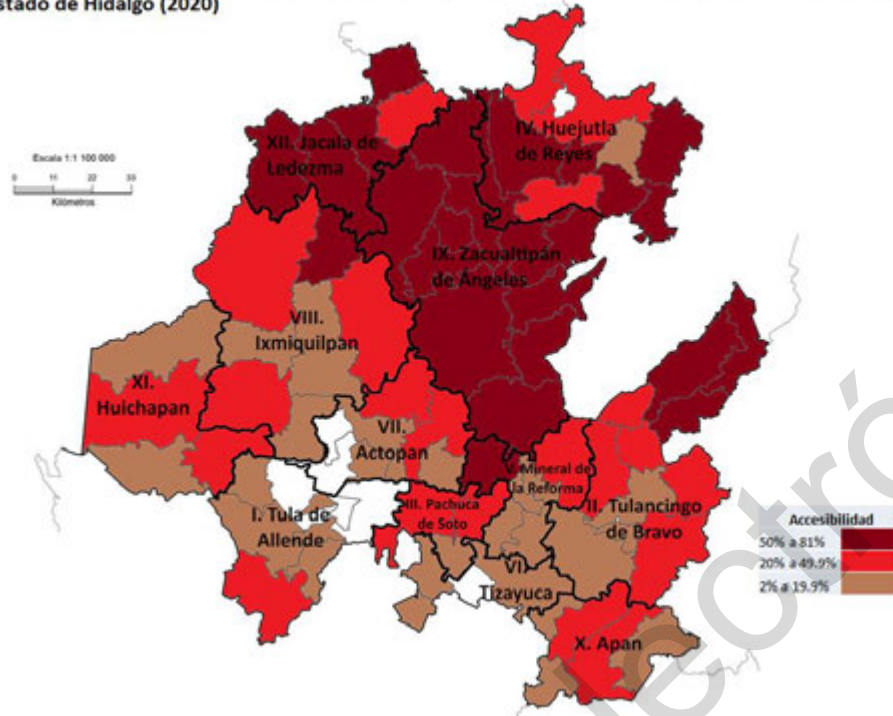 stado de Hidalgo (2020)
Escala 1:1 100 000
0 11 22 33
Kilómetros
XII. Jacala de
Ledezma
IV. Huejutla
de Reyes
IX. Zacualtipán
de Ángeles
VIII.
Ixmiquilpan
XI.
Huichapan
VII.
Actopan
V. Mineral de
la Reforma
III. Pachuca
de Soto
II. Tulancingo
de Bravo
I. Tula de
Allende
VI.
Tizayuca
X. Apan
Accesibilidad
50% a 81%
20% a 49.9%
2% a 19.9%